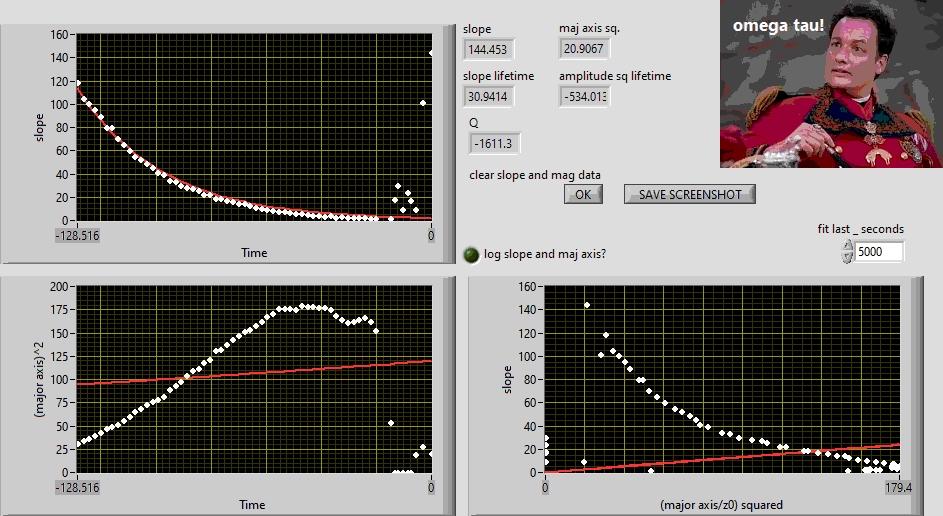 omega tau!
slope
maj axis sq.
144.453
20.9067
slope lifetime
amplitude sq lifetime
30.9414
-534.013
Q
-1611.3
clear slope and mag data
OK
SAVE SCREENSHOT
fit last _ seconds
5000
log slope and maj axis?
160
140
120
100
80
60
40
20
0
slope
-128.516
0
Time
200
175
150
125
100
75
50
25
0
(major axis)^2
-128.516
0
Time
160
140
120
100
80
60
40
20
0
slope
0
179.4
(major axis/z0) squared